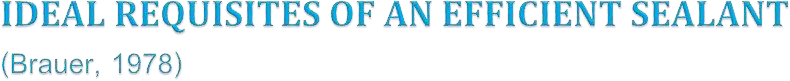 IDEAL REQUISITES OF AN EFFICIENT SEALANT
(Brauer, 1978)